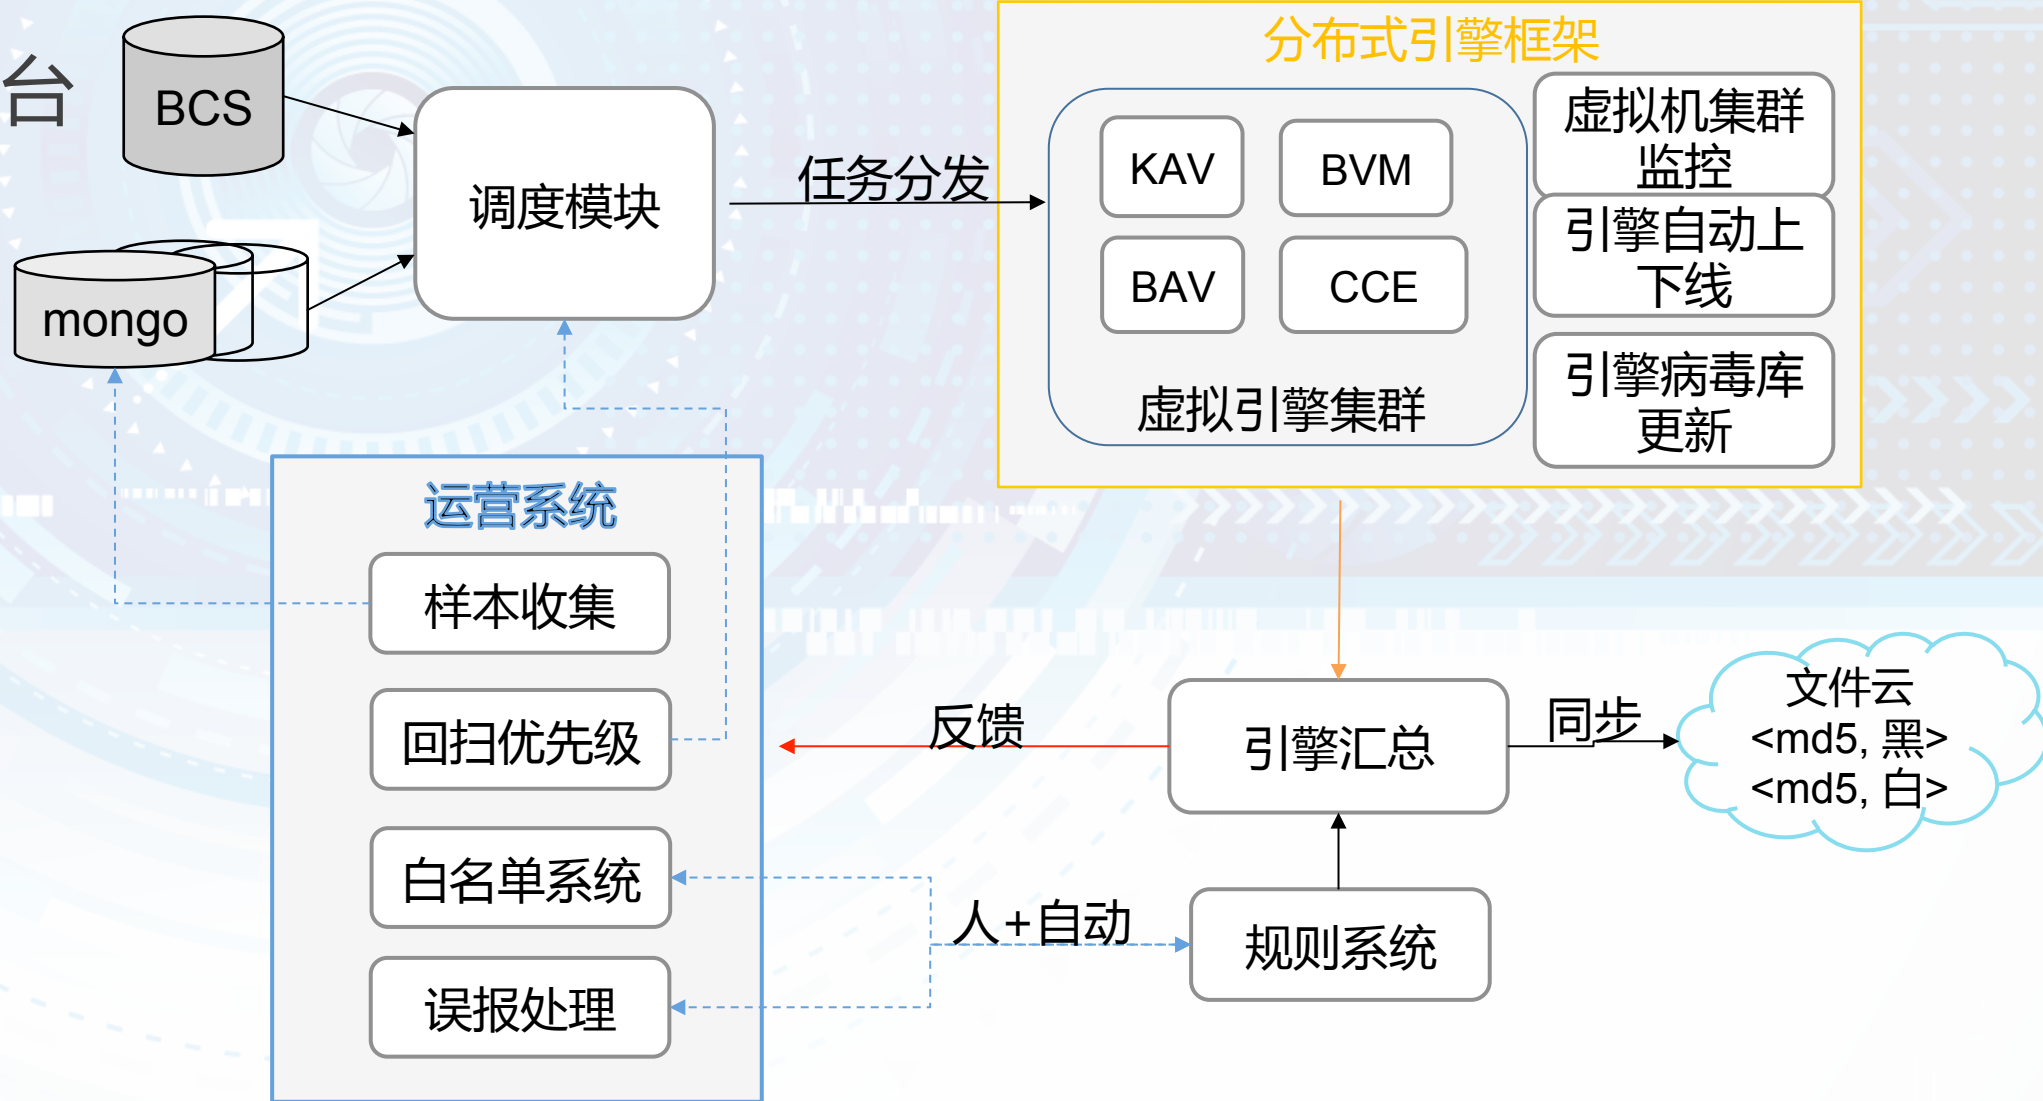 台
BCS
mongo
调度模块
任务分发
分布式引擎框架
KAV
BVM
BAV
CCE
虚拟引擎集群
虚拟机集群
监控
引擎自动上
下线
引擎病毒库
更新
运营系统
样本收集
回扫优先级
白名单系统
误报处理
反馈
引擎汇总
同步
文件云
<md5, 黑>
<md5, 白>
人+自动
规则系统